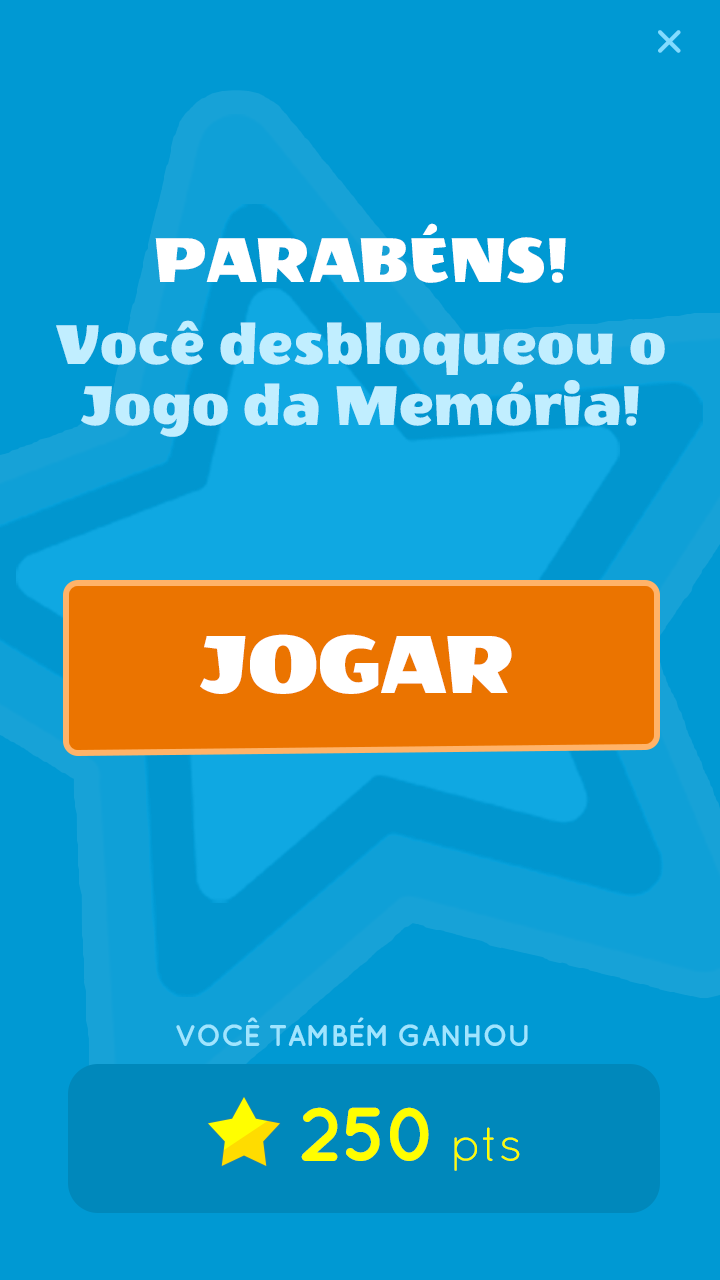 PARABÉNS!
Você desbloqueou o
Jogo da Memória!
JOGAR
VOCÊ TAMBÉM GANHOU
250 pts